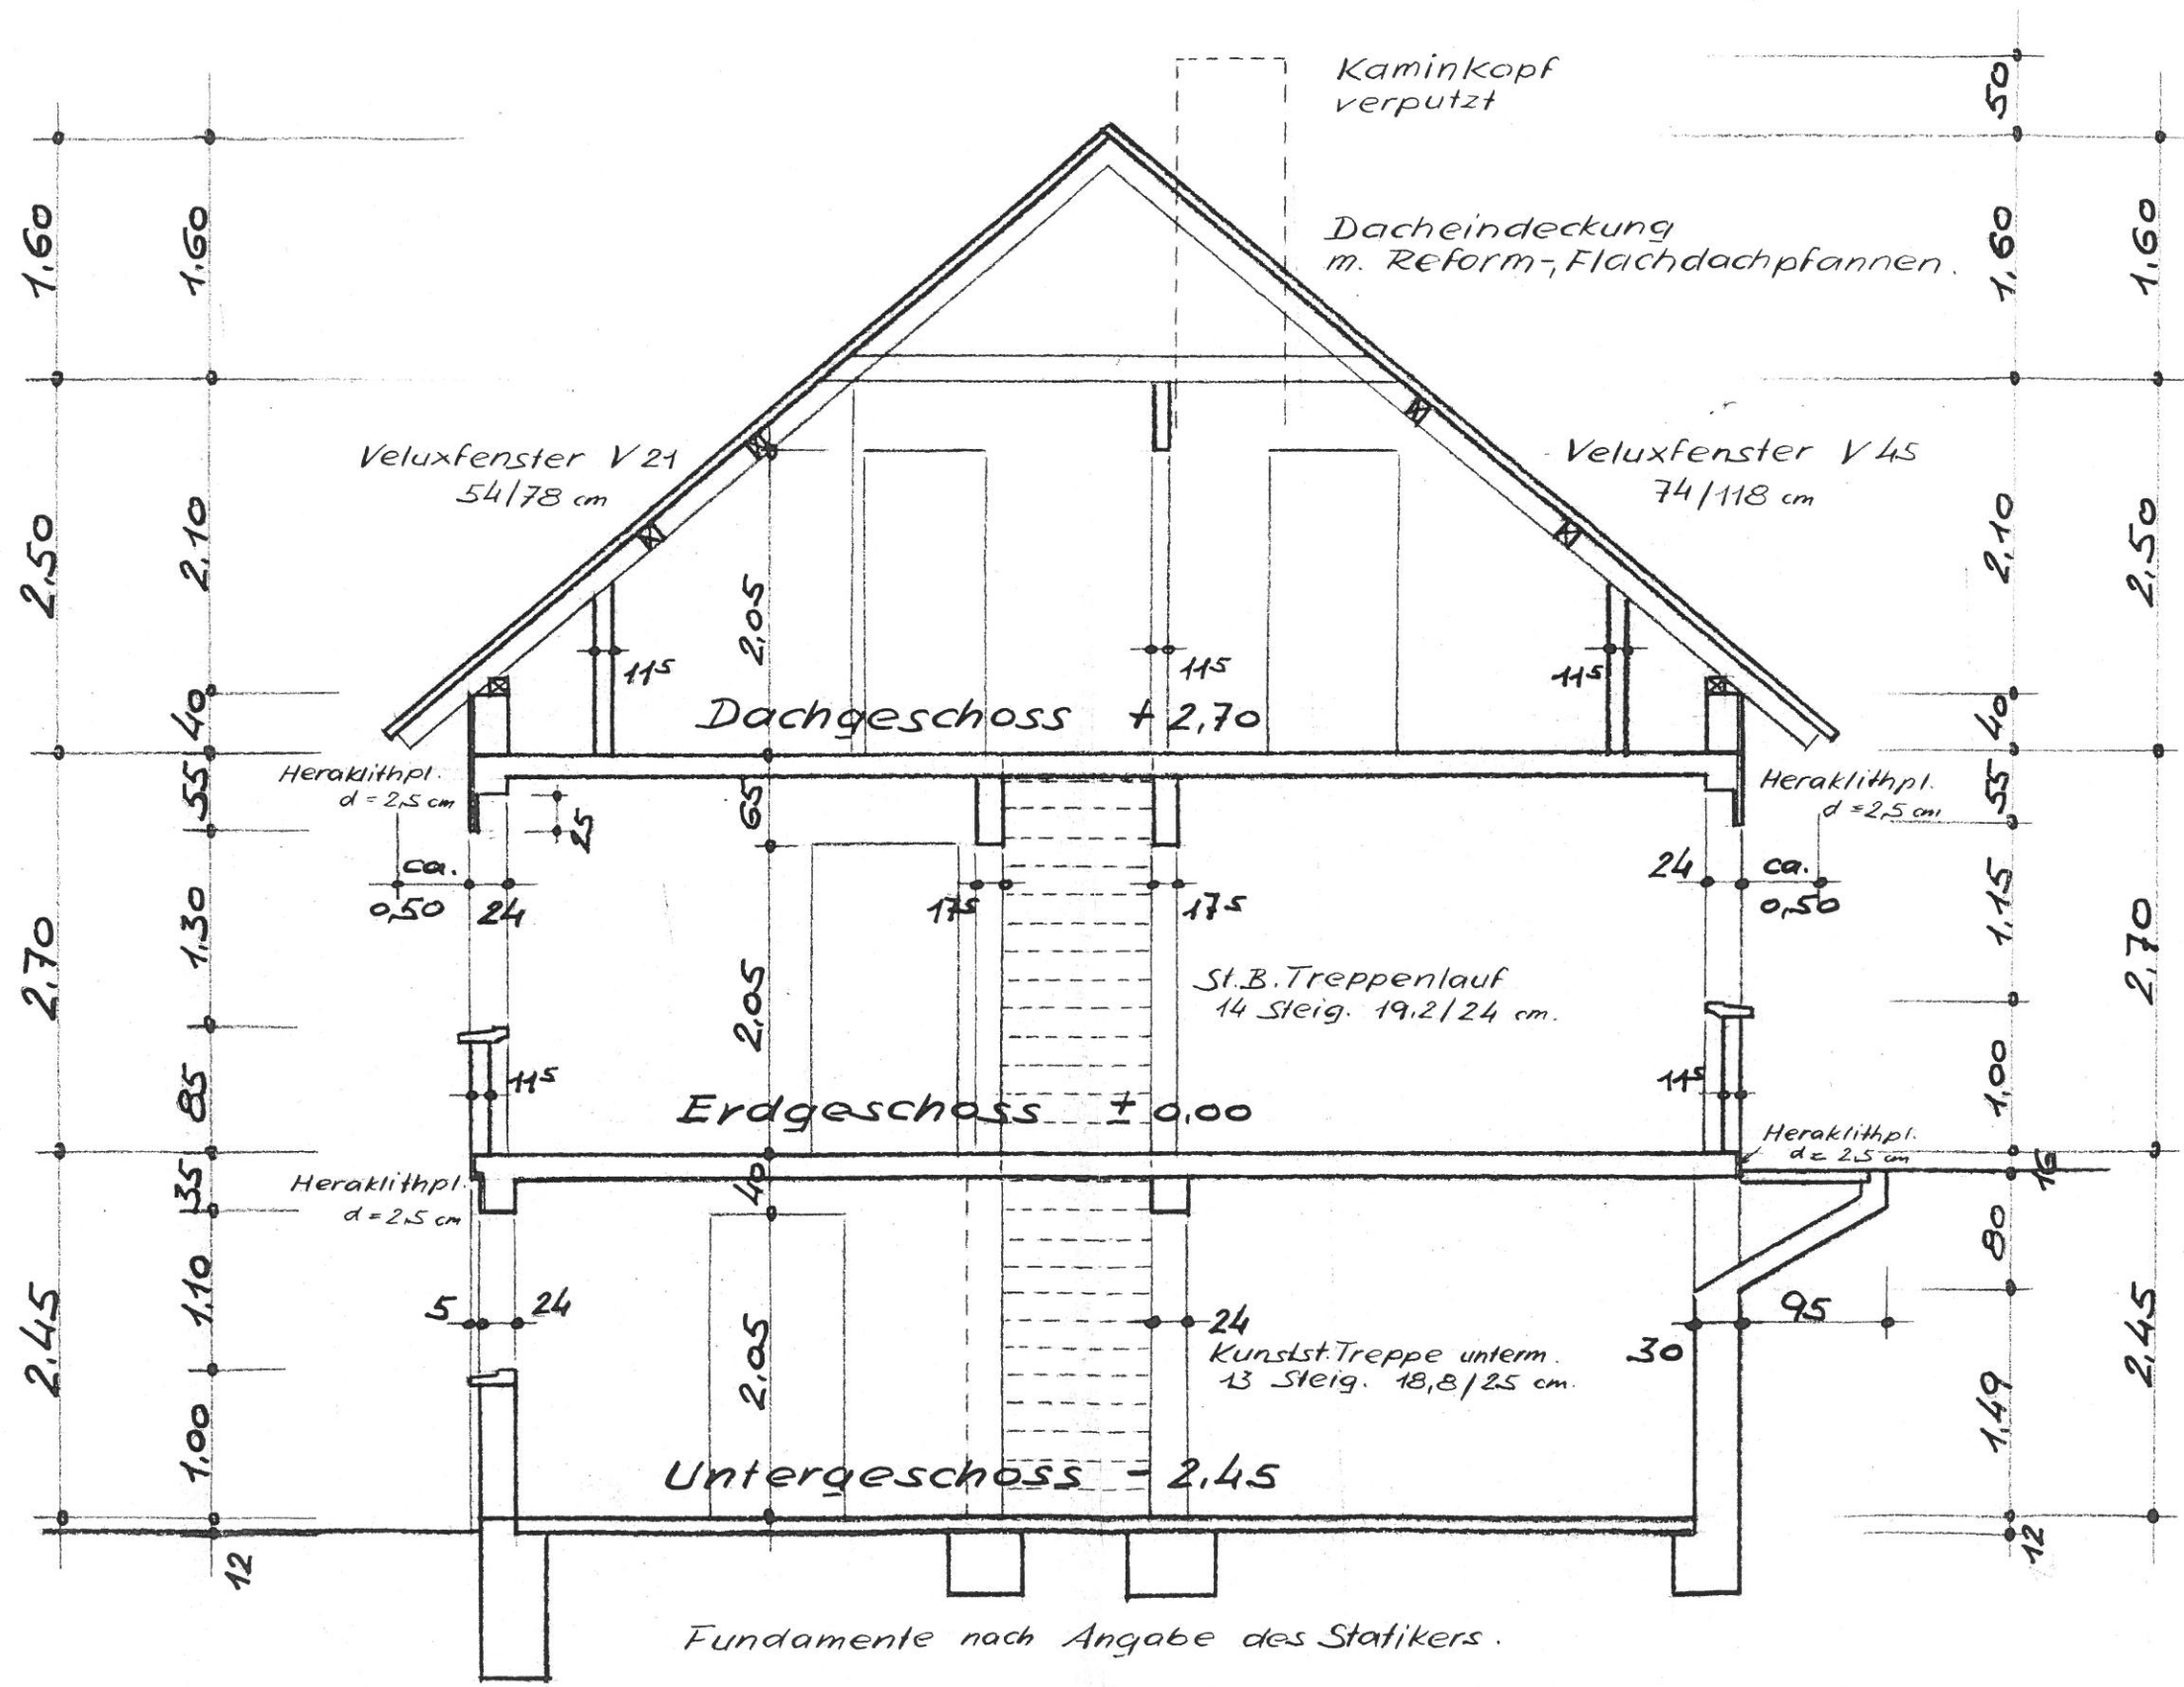 Kaminkopf
verputzt
50
1.60
1.60
1.60
1.60
Dacheindeckung
m. Reform-, Flachdachpfannen.
Veluxfenster V 21
54/78 cm
Veluxfenster V 45
74/118 cm
2.50
2.10
2.05
2.10
2.50
11⁵
11⁵
11⁵
40
Dachgeschoss + 2,70
40
Heraklithpl.
d = 2,5 cm
55
65
25
Heraklithpl.
d = 2,5 cm
55
ca.
0,50
24
17⁵
17⁵
24
ca.
0,50
2.70
1.30
2.05
1.15
2.70
St.B. Treppenlauf
14 Steig. 19,2/24 cm.
85
11⁵
11⁵
1.00
Erdgeschoss ± 0,00
Heraklithpl.
d = 2,5 cm
16
Heraklithpl.
d = 2,5 cm
35
40
80
2.45
1.10
5
24
2.05
24
30
95
2.45
Kunstst. Treppe unterm.
13 Steig. 18,8/25 cm.
1.00
1.49
Untergeschoss - 2.45
12
12
Fundamente nach Angabe des Statikers.